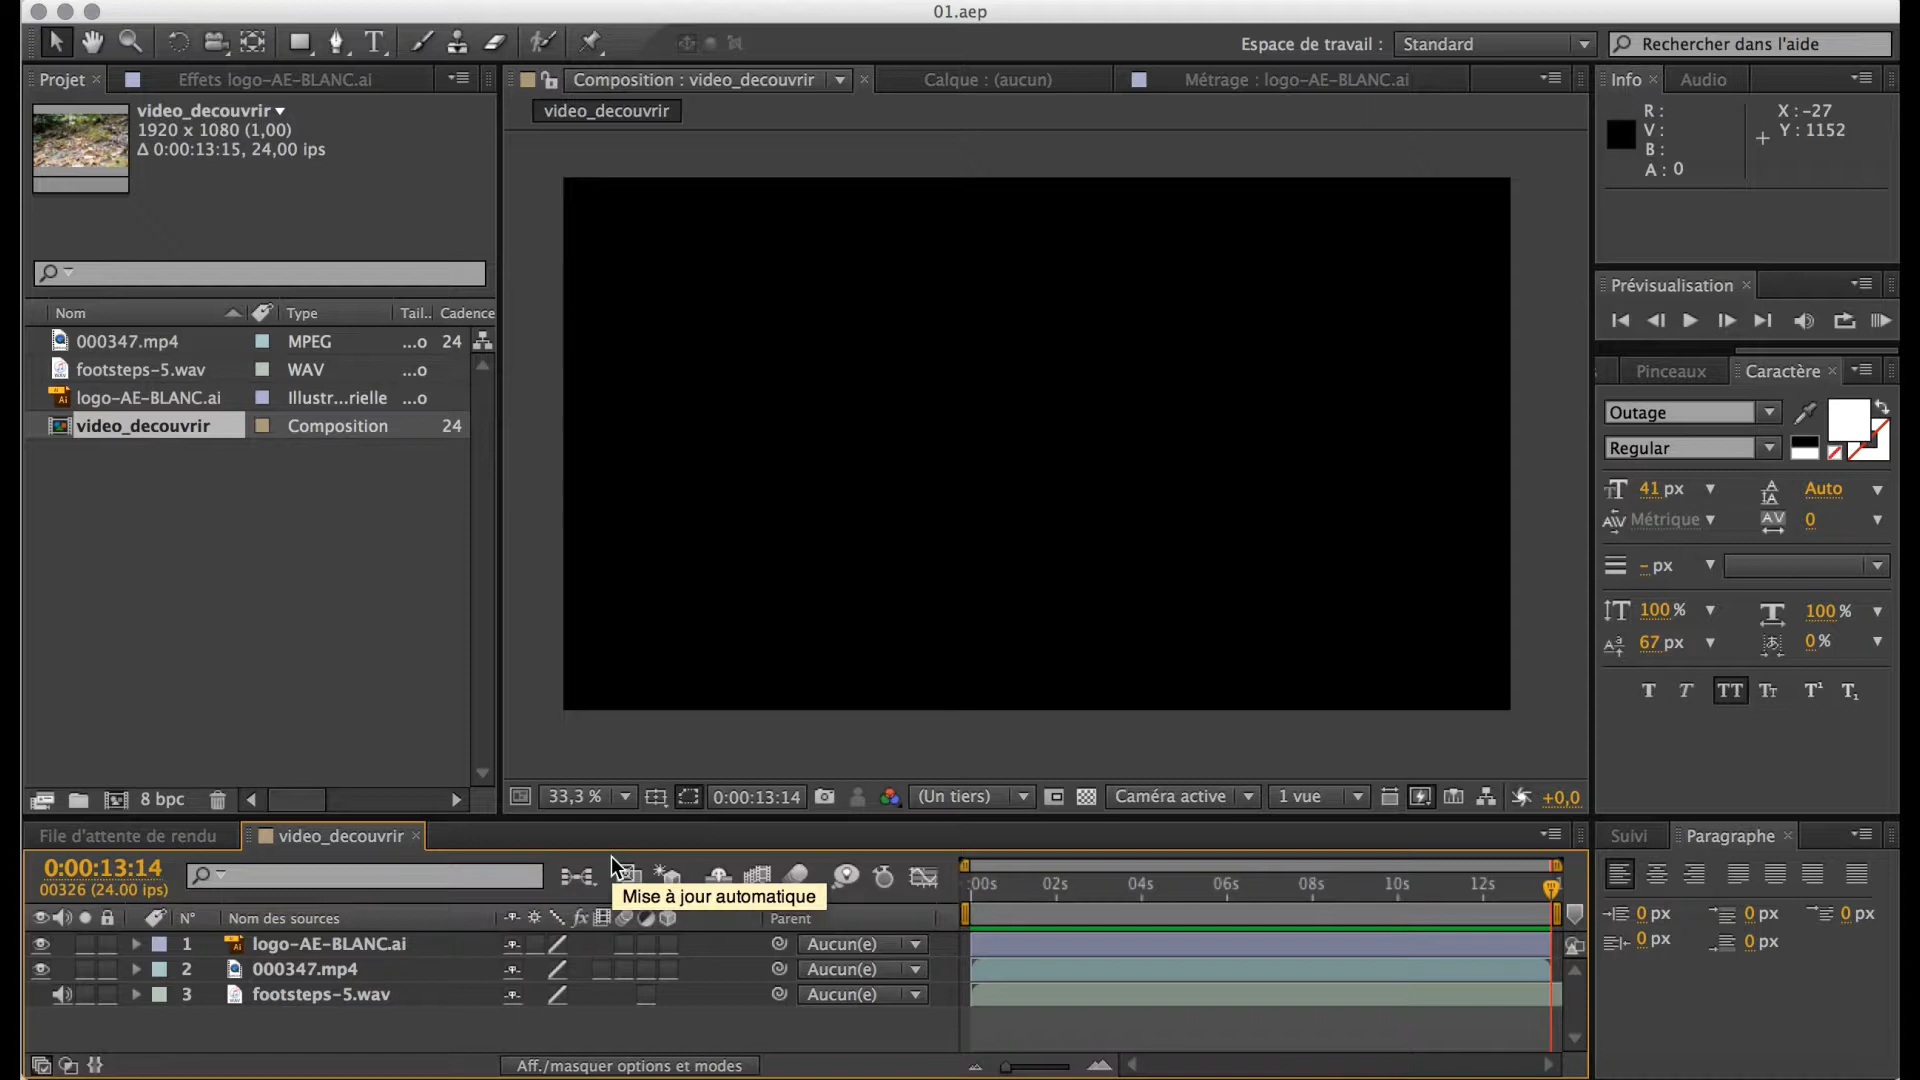 01.aep
Espace de travail : Standard Rechercher dans l'aide
Projet Effets logo-AE-BLANC.ai
Composition : video_decouvrir Calque : (aucun) Métrage : logo-AE-BLANC.ai
Info Audio
video_decouvrir
1920 x 1080 (1,00)
Δ 0:00:13:15, 24,00 ips
video_decouvrir
R :
V :
B :
A : 0
X : -27
Y : 1152
Nom Type Tail.. Cadence
000347.mp4 MPEG ...o 24
footsteps-5.wav WAV ...o
logo-AE-BLANC.ai Illustr...rielle ...o
video_decouvrir Composition 24
Prévisualisation
Pinceaux Caractère
Outage
Regular
41 px Auto
Métrique 0
- px
100 % 100 %
67 px 0 %
T T TT Tt T¹ T₁
8 bpc
33,3 % 0:00:13:14 (Un tiers) Caméra active 1 vue +0,0
File d'attente de rendu video_decouvrir
Suivi Paragraphe
0:00:13:14
00326 (24.00 ips)
:00s 02s 04s 06s 08s 10s 12s
Mise à jour automatique
N° Nom des sources fx Parent
1 logo-AE-BLANC.ai Aucun(e)
2 000347.mp4 Aucun(e)
3 footsteps-5.wav Aucun(e)
0 px 0 px 0 px
0 px 0 px
Aff./masquer options et modes